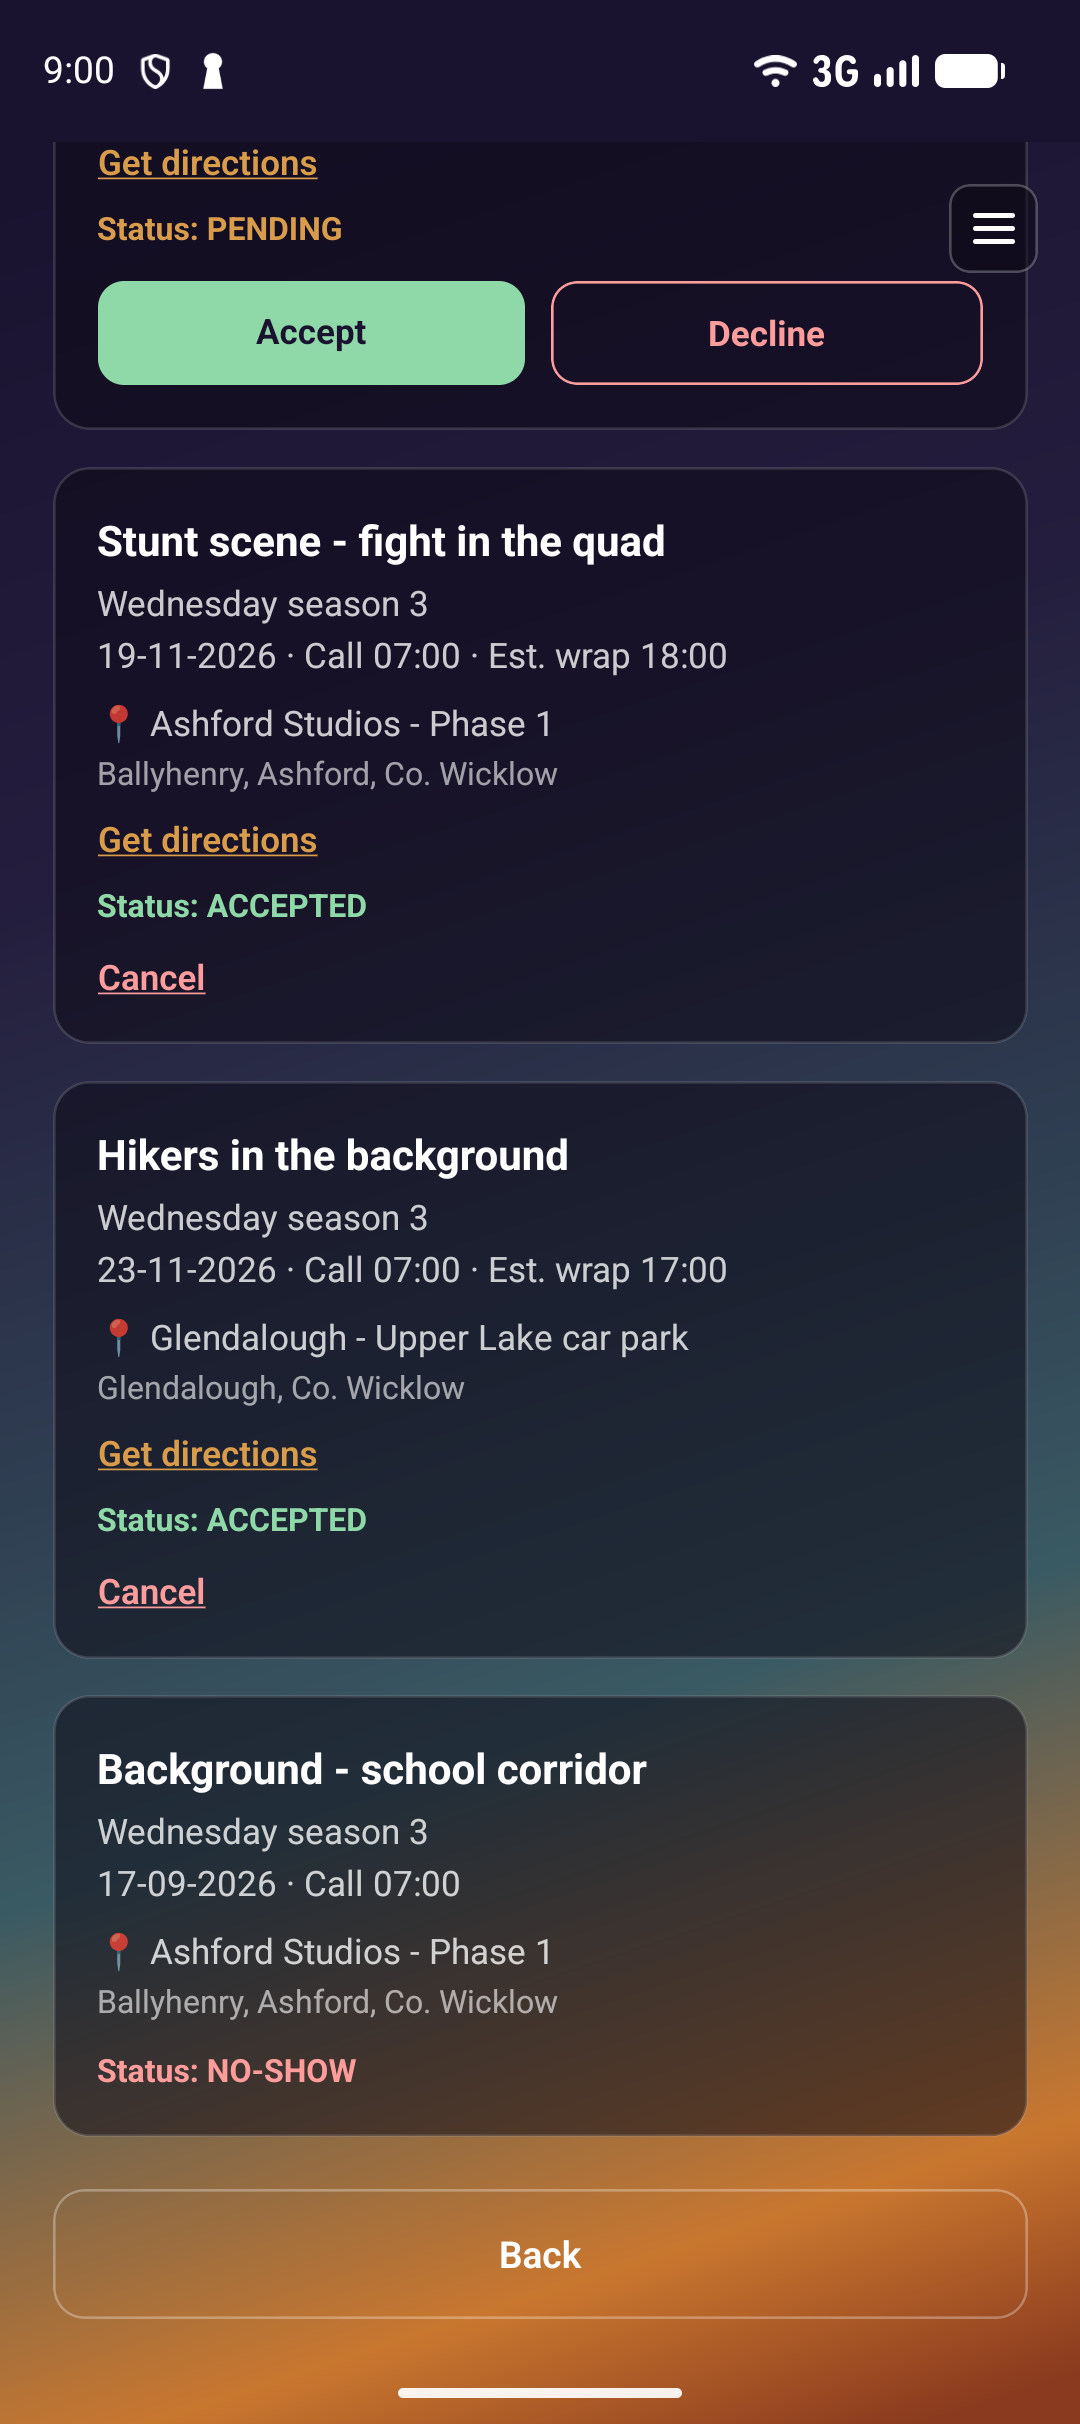 9:00 3G
Get directions
Status: PENDING
Accept Decline
Stunt scene - fight in the quad
Wednesday season 3
19-11-2026 · Call 07:00 · Est. wrap 18:00
📍 Ashford Studios - Phase 1
Ballyhenry, Ashford, Co. Wicklow
Get directions
Status: ACCEPTED
Cancel
Hikers in the background
Wednesday season 3
23-11-2026 · Call 07:00 · Est. wrap 17:00
📍 Glendalough - Upper Lake car park
Glendalough, Co. Wicklow
Get directions
Status: ACCEPTED
Cancel
Background - school corridor
Wednesday season 3
17-09-2026 · Call 07:00
📍 Ashford Studios - Phase 1
Ballyhenry, Ashford, Co. Wicklow
Status: NO-SHOW
Back